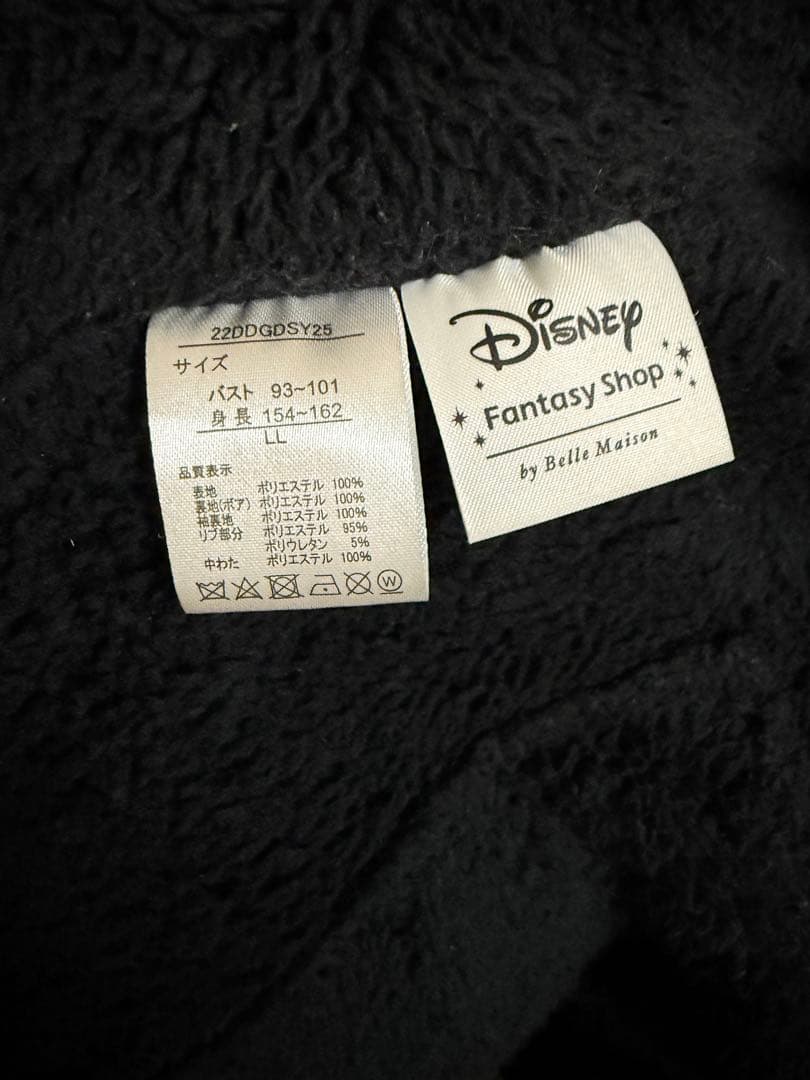 22DDGDSY25
サイズ
バスト 93~101
身長 154~162
LL
品質表示
表地 ポリエステル 100%
裏地(ボア) ポリエステル 100%
袖裏地 ポリエステル 100%
リブ部分 ポリエステル 95%
ポリウレタン 5%
中わた ポリエステル 100%
W
Disney
Fantasy Shop
by Belle Maison